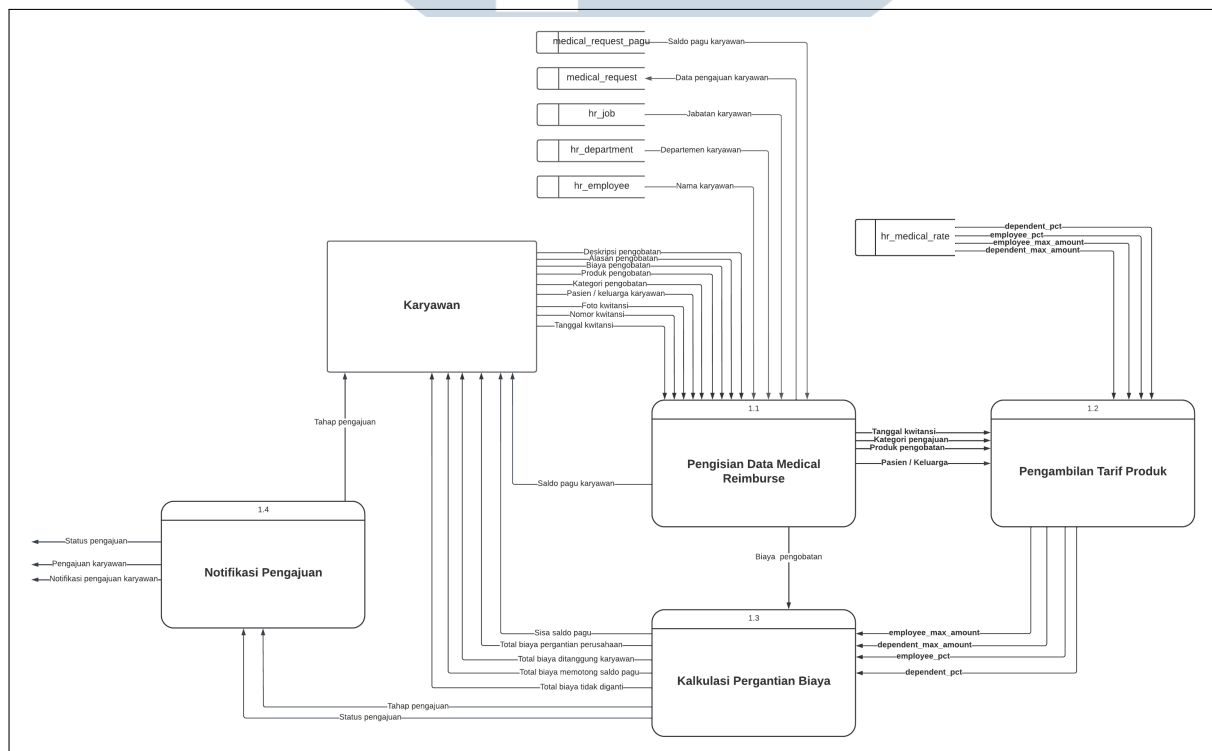 medical_request_pagu
Saldo pagu karyawan
medical_request
Data pengajuan karyawan
hr_job
Jabatan karyawan
hr_department
Departemen karyawan
hr_employee
Nama karyawan
hr_medical_rate
dependent_pct
employee_pct
employee_max_amount
dependent_max_amount
Karyawan
Deskripsi pengobatan
Alasan pengobatan
Biaya pengobatan
Produk pengobatan
Kategori pengobatan
Pasien / keluarga karyawan
Foto kwitansi
Nomor kwitansi
Tanggal kwitansi
Tahap pengajuan
1.1
Pengisian Data Medical
Reimburse
Tanggal kwitansi
Kategori pengajuan
Produk pengobatan
Pasien / Keluarga
1.2
Pengambilan Tarif Produk
Saldo pagu karyawan
1.4
Notifikasi Pengajuan
Status pengajuan
Pengajuan karyawan
Notifikasi pengajuan karyawan
Biaya pengobatan
1.3
Kalkulasi Pergantian Biaya
Sisa saldo pagu
Total biaya pergantian perusahaan
Total biaya ditanggung karyawan
Total biaya memotong saldo pagu
Total biaya tidak diganti
Tahap pengajuan
Status pengajuan
employee_max_amount
dependent_max_amount
employee_pct
dependent_pct